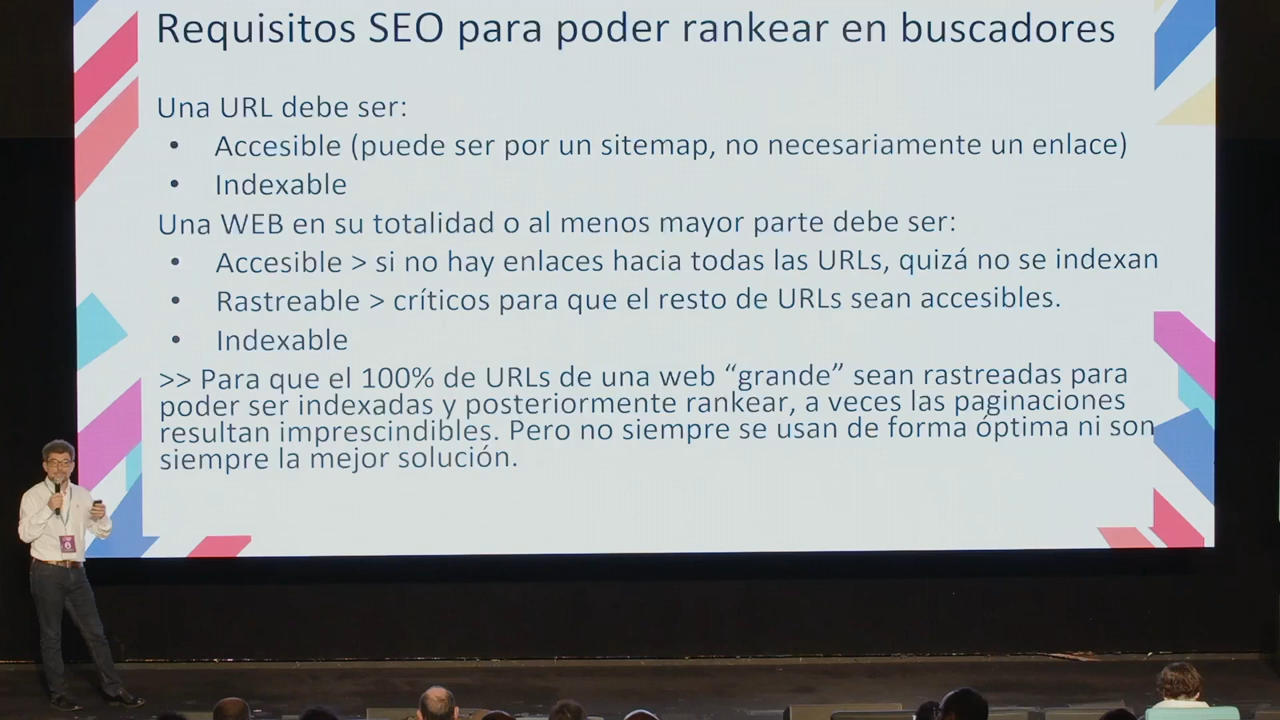 Requisitos SEO para poder rankear en buscadores
Una URL debe ser:
• Accesible (puede ser por un sitemap, no necesariamente un enlace)
• Indexable
Una WEB en su totalidad o al menos mayor parte debe ser:
• Accesible > si no hay enlaces hacia todas las URLs, quizá no se indexan
• Rastreable > críticos para que el resto de URLs sean accesibles.
• Indexable
>> Para que el 100% de URLs de una web “grande” sean rastreadas para
poder ser indexadas y posteriormente rankear, a veces las paginaciones
resultan imprescindibles. Pero no siempre se usan de forma óptima ni son
siempre la mejor solución.